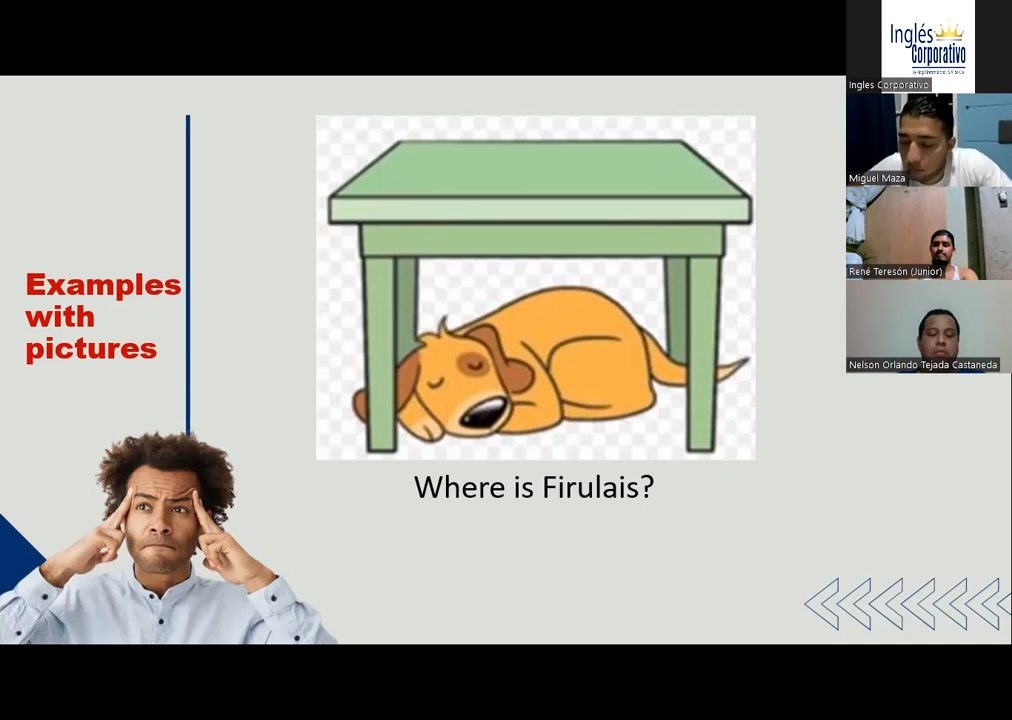 Examples
with
pictures
Where is Firulais?
Inglés
Corporativo
Ingles Corporativo
Miguel Maza
René Teresón (Junior)
Nelson Orlando Tejada Castaneda